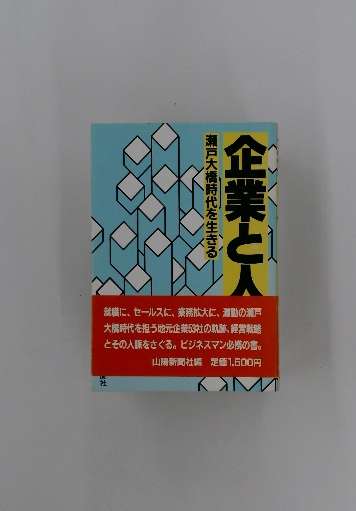 企業と人
瀬戸大橋時代を生きる
就職に、セールスに、業務拡大に、激動の瀬戸
大橋時代を担う地元企業53社の軌跡、経営戦略
とその人脈をさぐる。ビジネスマン必携の書。
山陽新聞社編 定価1,500円
社